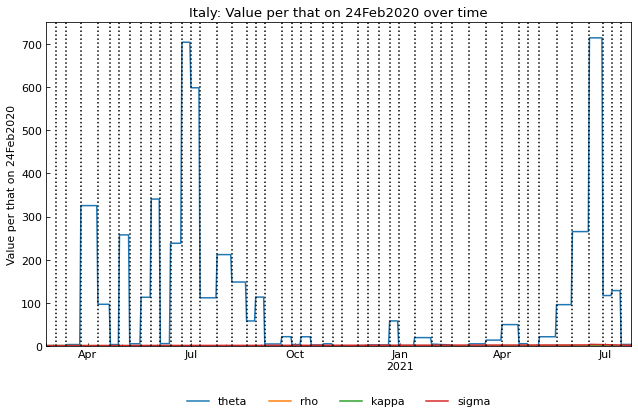 Italy: Value per that on 24Feb2020 over time
Value per that on 24Feb2020
700
600
500
400
300
200
100
0
Apr Jul Oct Jan Apr Jul
2021
theta rho kappa sigma